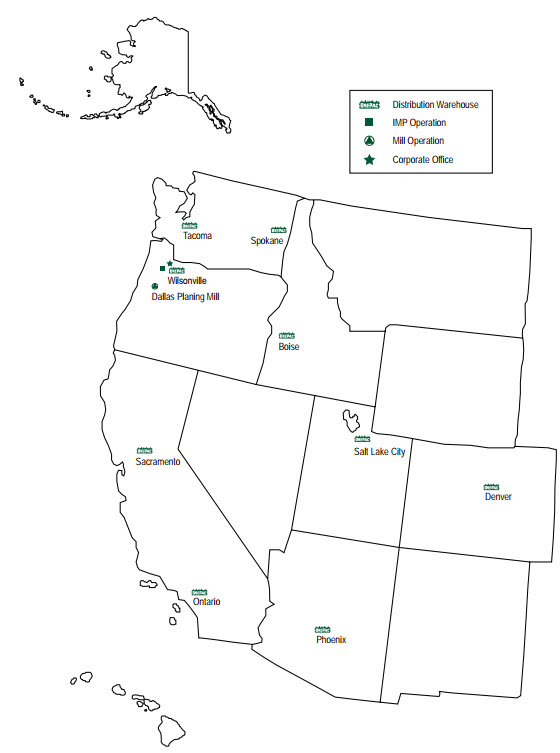 Distribution Warehouse
IMP Operation
Mill Operation
Corporate Office
Tacoma
Spokane
Wilsonville
Dallas Planing Mill
Boise
Sacramento
Salt Lake City
Denver
Ontario
Phoenix